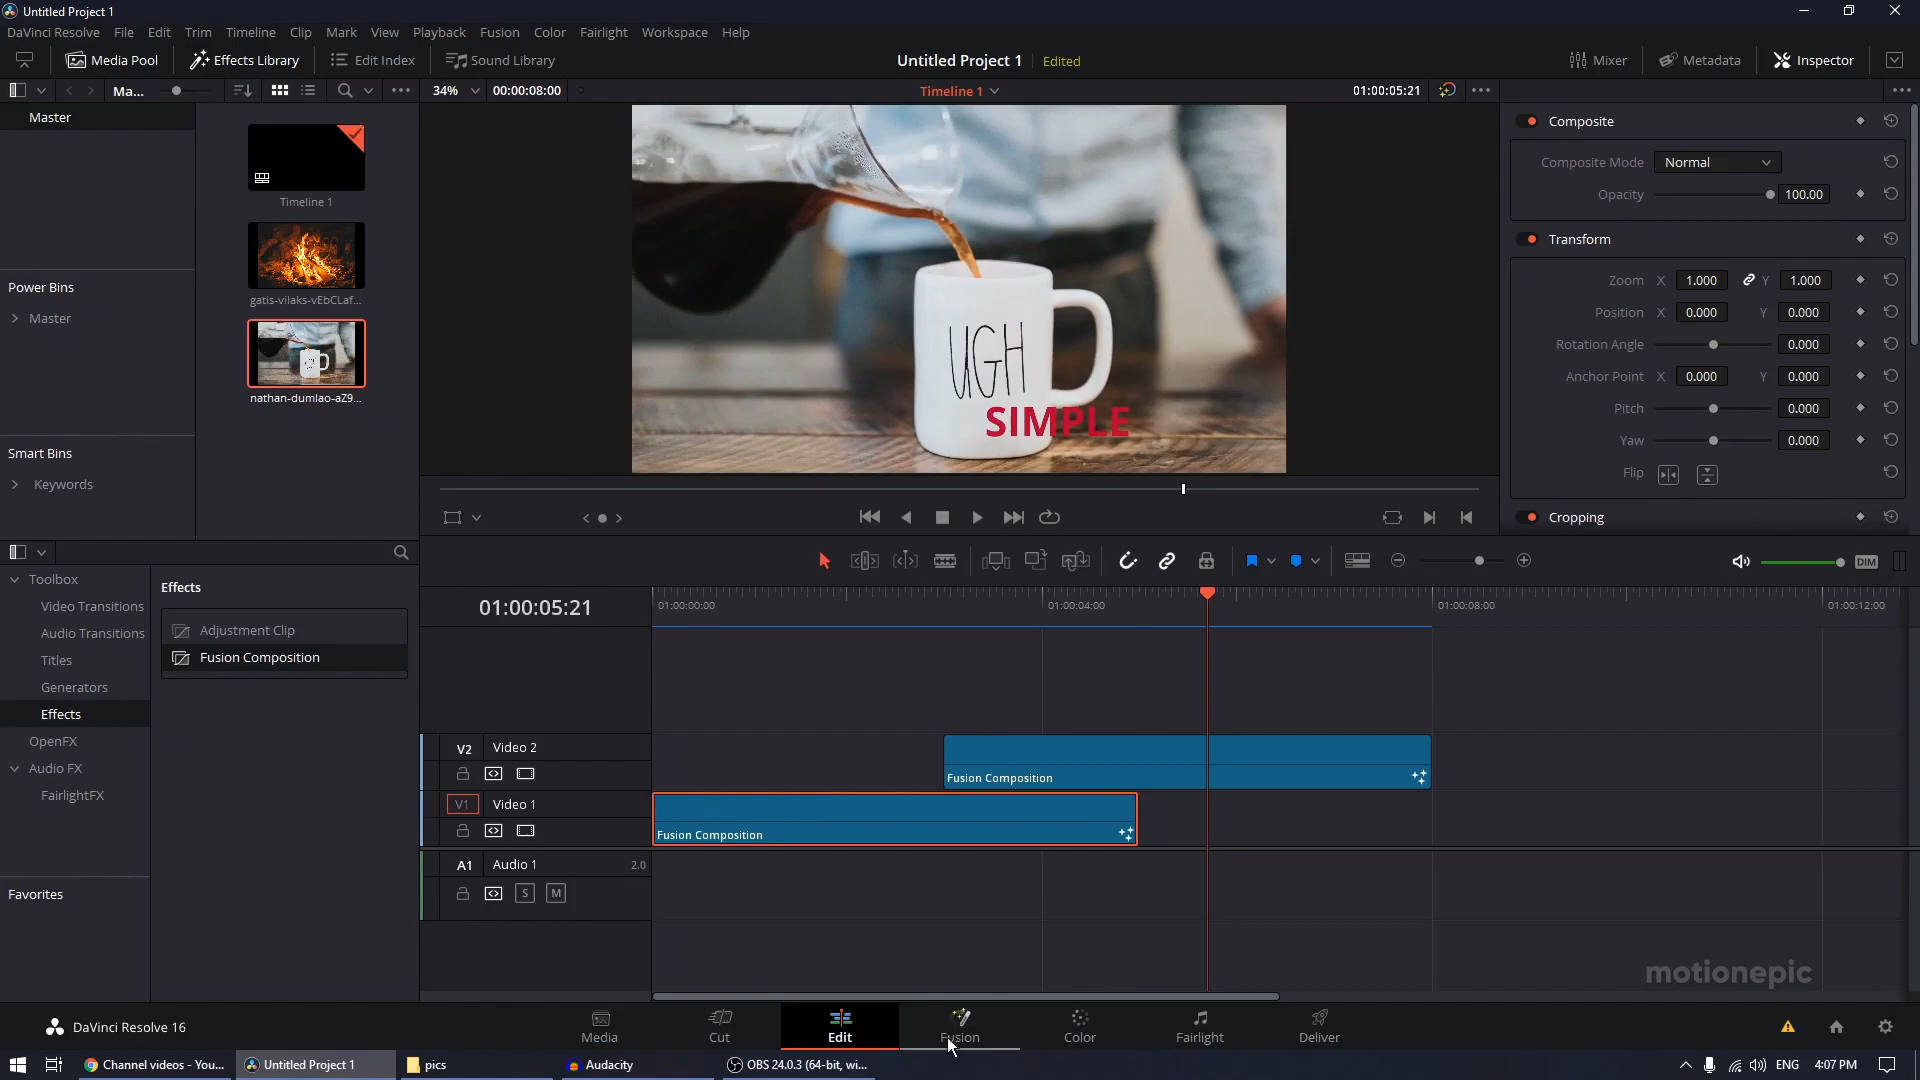 Untitled Project 1
DaVinci Resolve File Edit Trim Timeline Clip Mark View Playback Fusion Color Fairlight Workspace Help
Media Pool Effects Library Edit Index Sound Library Untitled Project 1 Edited Mixer Metadata Inspector
Ma... 34% 00:00:08:00 Timeline 1 01:00:05:21
Master
Timeline 1
gatis-vilaks-vEbCLaf...
nathan-dumlao-aZ9...
Power Bins
Master
Smart Bins
Keywords
UGH
SIMPLE
Composite
Composite Mode Normal
Opacity 100.00
Transform
Zoom X 1.000 Y 1.000
Position X 0.000 Y 0.000
Rotation Angle 0.000
Anchor Point X 0.000 Y 0.000
Pitch 0.000
Yaw 0.000
Flip
Cropping
DIM
Toolbox
Video Transitions
Audio Transitions
Titles
Generators
Effects
OpenFX
Audio FX
FairlightFX
Favorites
Effects
Adjustment Clip
Fusion Composition
01:00:05:21
01:00:00:00 01:00:04:00 01:00:08:00 01:00:12:00
V2 Video 2
Fusion Composition
V1 Video 1
Fusion Composition
A1 Audio 1 2.0
S M
motionepic
DaVinci Resolve 16
Media Cut Edit Fusion Color Fairlight Deliver
Channel videos - You... Untitled Project 1 pics Audacity OBS 24.0.3 (64-bit, wi... ENG 4:07 PM